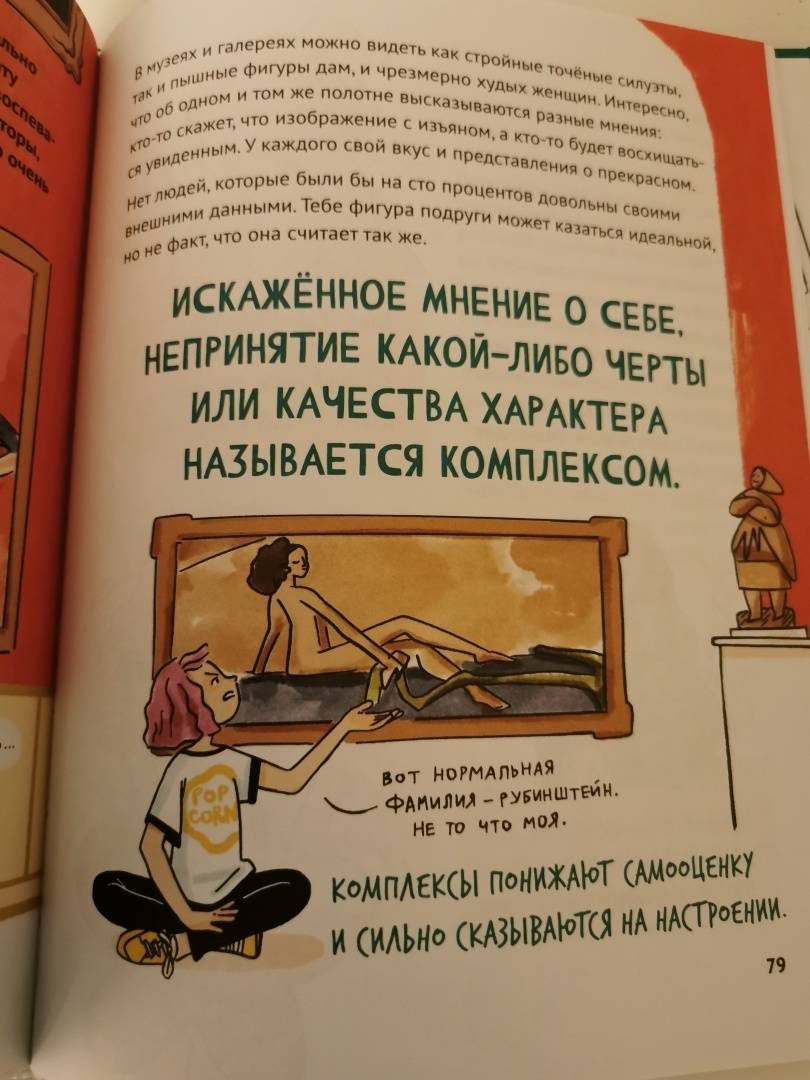 льно
ту
воспева-
торы,
о очень
В музеях и галереях можно видеть как стройные точёные силуэты,
так и пышные фигуры дам, и чрезмерно худых женщин. Интересно,
что об одном и том же полотне высказываются разные мнения:
кто-то скажет, что изображение с изъяном, а кто-то будет восхищать-
ся увиденным. У каждого свой вкус и представления о прекрасном.
Нет людей, которые были бы на сто процентов довольны своими
внешними данными. Тебе фигура подруги может казаться идеальной,
но не факт, что она считает так же.
ИСКАЖЁННОЕ МНЕНИЕ О СЕБЕ,
НЕПРИНЯТИЕ КАКОЙ-ЛИБО ЧЕРТЫ
ИЛИ КАЧЕСТВА ХАРАКТЕРА
НАЗЫВАЕТСЯ КОМПЛЕКСОМ.
POP
CORN
ВОТ НОРМАЛЬНАЯ
ФАМИЛИЯ – РУБИНШТЕЙН.
НЕ ТО ЧТО МОЯ.
КОМПЛЕКСЫ ПОНИЖАЮТ САМООЦЕНКУ
И СИЛЬНО СКАЗЫВАЮТСЯ НА НАСТРОЕНИИ.
79